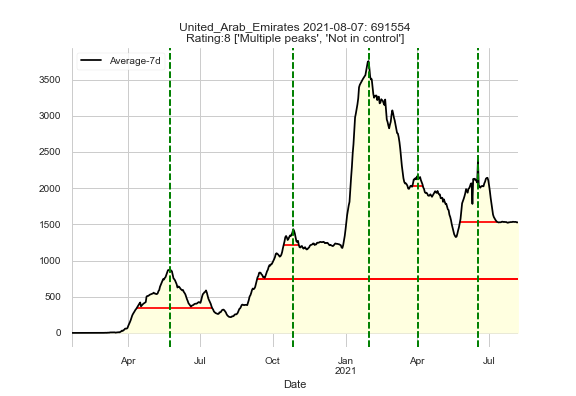 United_Arab_Emirates 2021-08-07: 691554
Rating:8 ['Multiple peaks', 'Not in control']
Average-7d
3500
3000
2500
2000
1500
1000
500
0
Apr
Jul
Oct
Jan
2021
Apr
Jul
Date